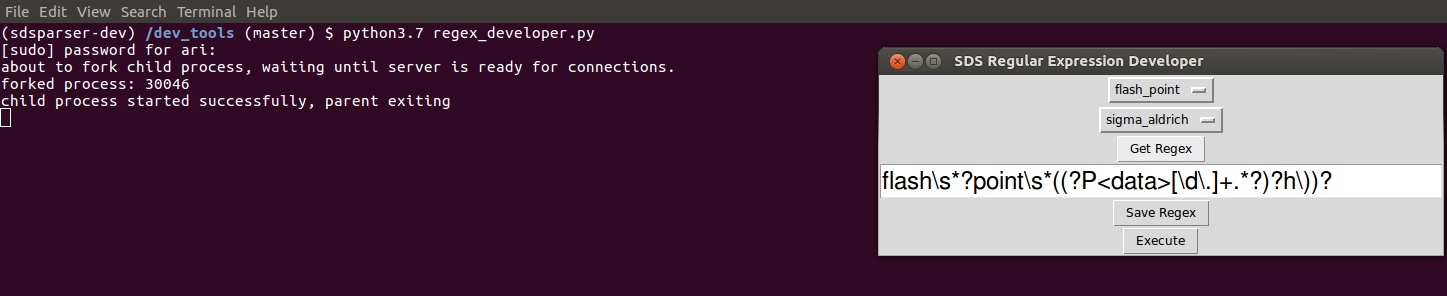 File Edit View Search Terminal Help
(sdsparser-dev) /dev_tools (master) $ python3.7 regex_developer.py
[sudo] password for ari:
about to fork child process, waiting until server is ready for connections.
forked process: 30046
child process started successfully, parent exiting
SDS Regular Expression Developer
flash_point
sigma_aldrich
Get Regex
flash\s*?point\s*((?P<data>[\d\.]+.*?)?h\))?
Save Regex
Execute